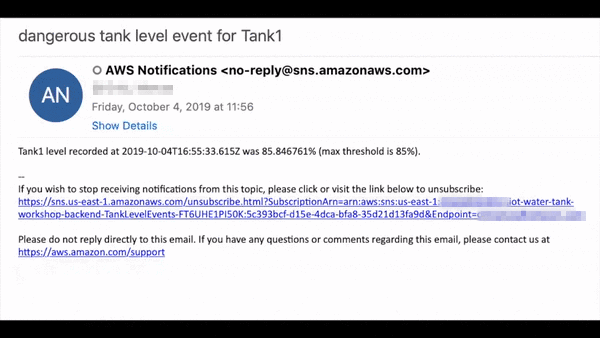 dangerous tank level event for Tank1
AN
AWS Notifications <no-reply@sns.amazonaws.com>
Friday, October 4, 2019 at 11:56
Show Details
Tank1 level recorded at 2019-10-04T16:55:33.615Z was 85.846761% (max threshold is 85%).
--
If you wish to stop receiving notifications from this topic, please click or visit the link below to unsubscribe:
https://sns.us-east-1.amazonaws.com/unsubscribe.html?SubscriptionArn=arn:aws:sns:us-east-1: iot-water-tank-
workshop-backend-TankLevelEvents-FT6UHE1PI50K:5c393bcf-d15e-4dca-bfa8-35d21d13fa9d&Endpoint=
Please do not reply directly to this email. If you have any questions or comments regarding this email, please contact us at
https://aws.amazon.com/support